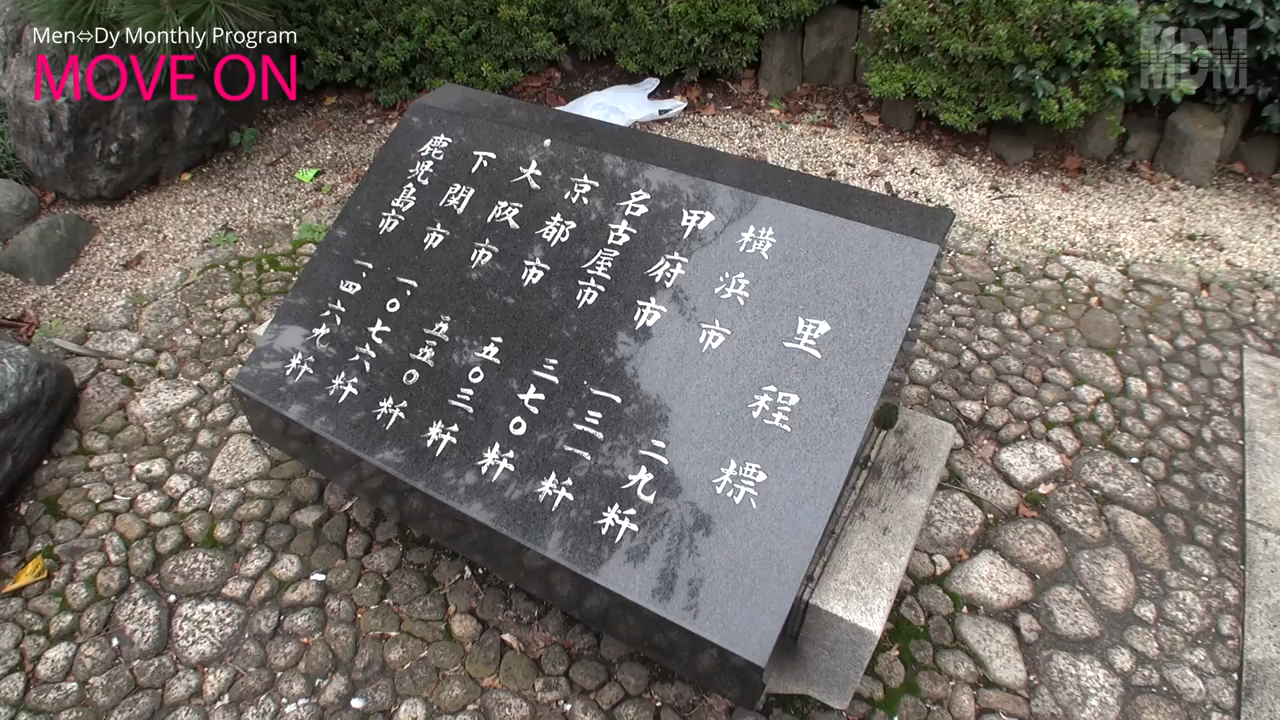 Men⇔Dy Monthly Program
MOVE ON
MDM
里程標
横浜市 二九粁
甲府市 一三一粁
名古屋市 三七〇粁
京都市 五〇三粁
大阪市 五五〇粁
下関市 一、〇七六粁
鹿児島市 一、四六九粁